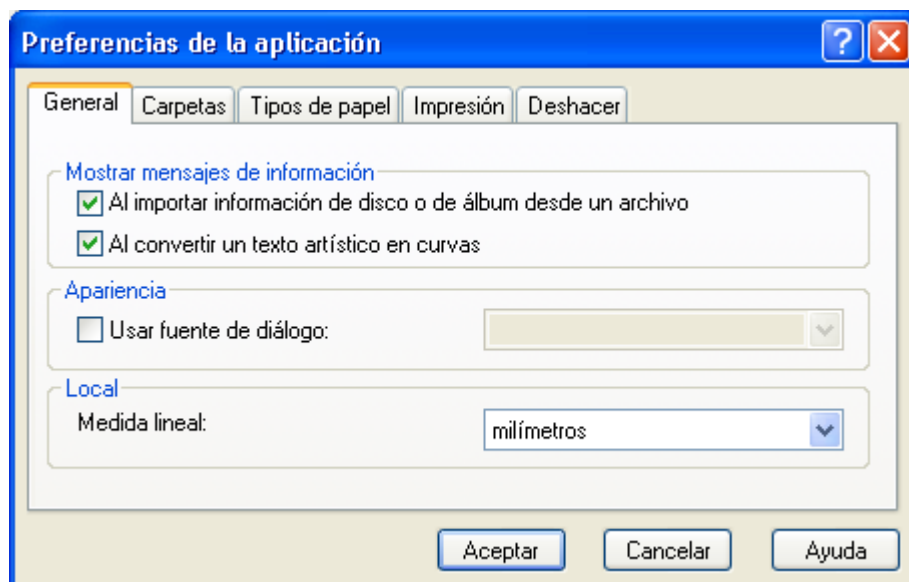 Preferencias de la aplicación
General Carpetas Tipos de papel Impresión Deshacer
Mostrar mensajes de información
Al importar información de disco o de álbum desde un archivo
Al convertir un texto artístico en curvas
Apariencia
Usar fuente de diálogo:
Local
Medida lineal: milímetros
Aceptar Cancelar Ayuda